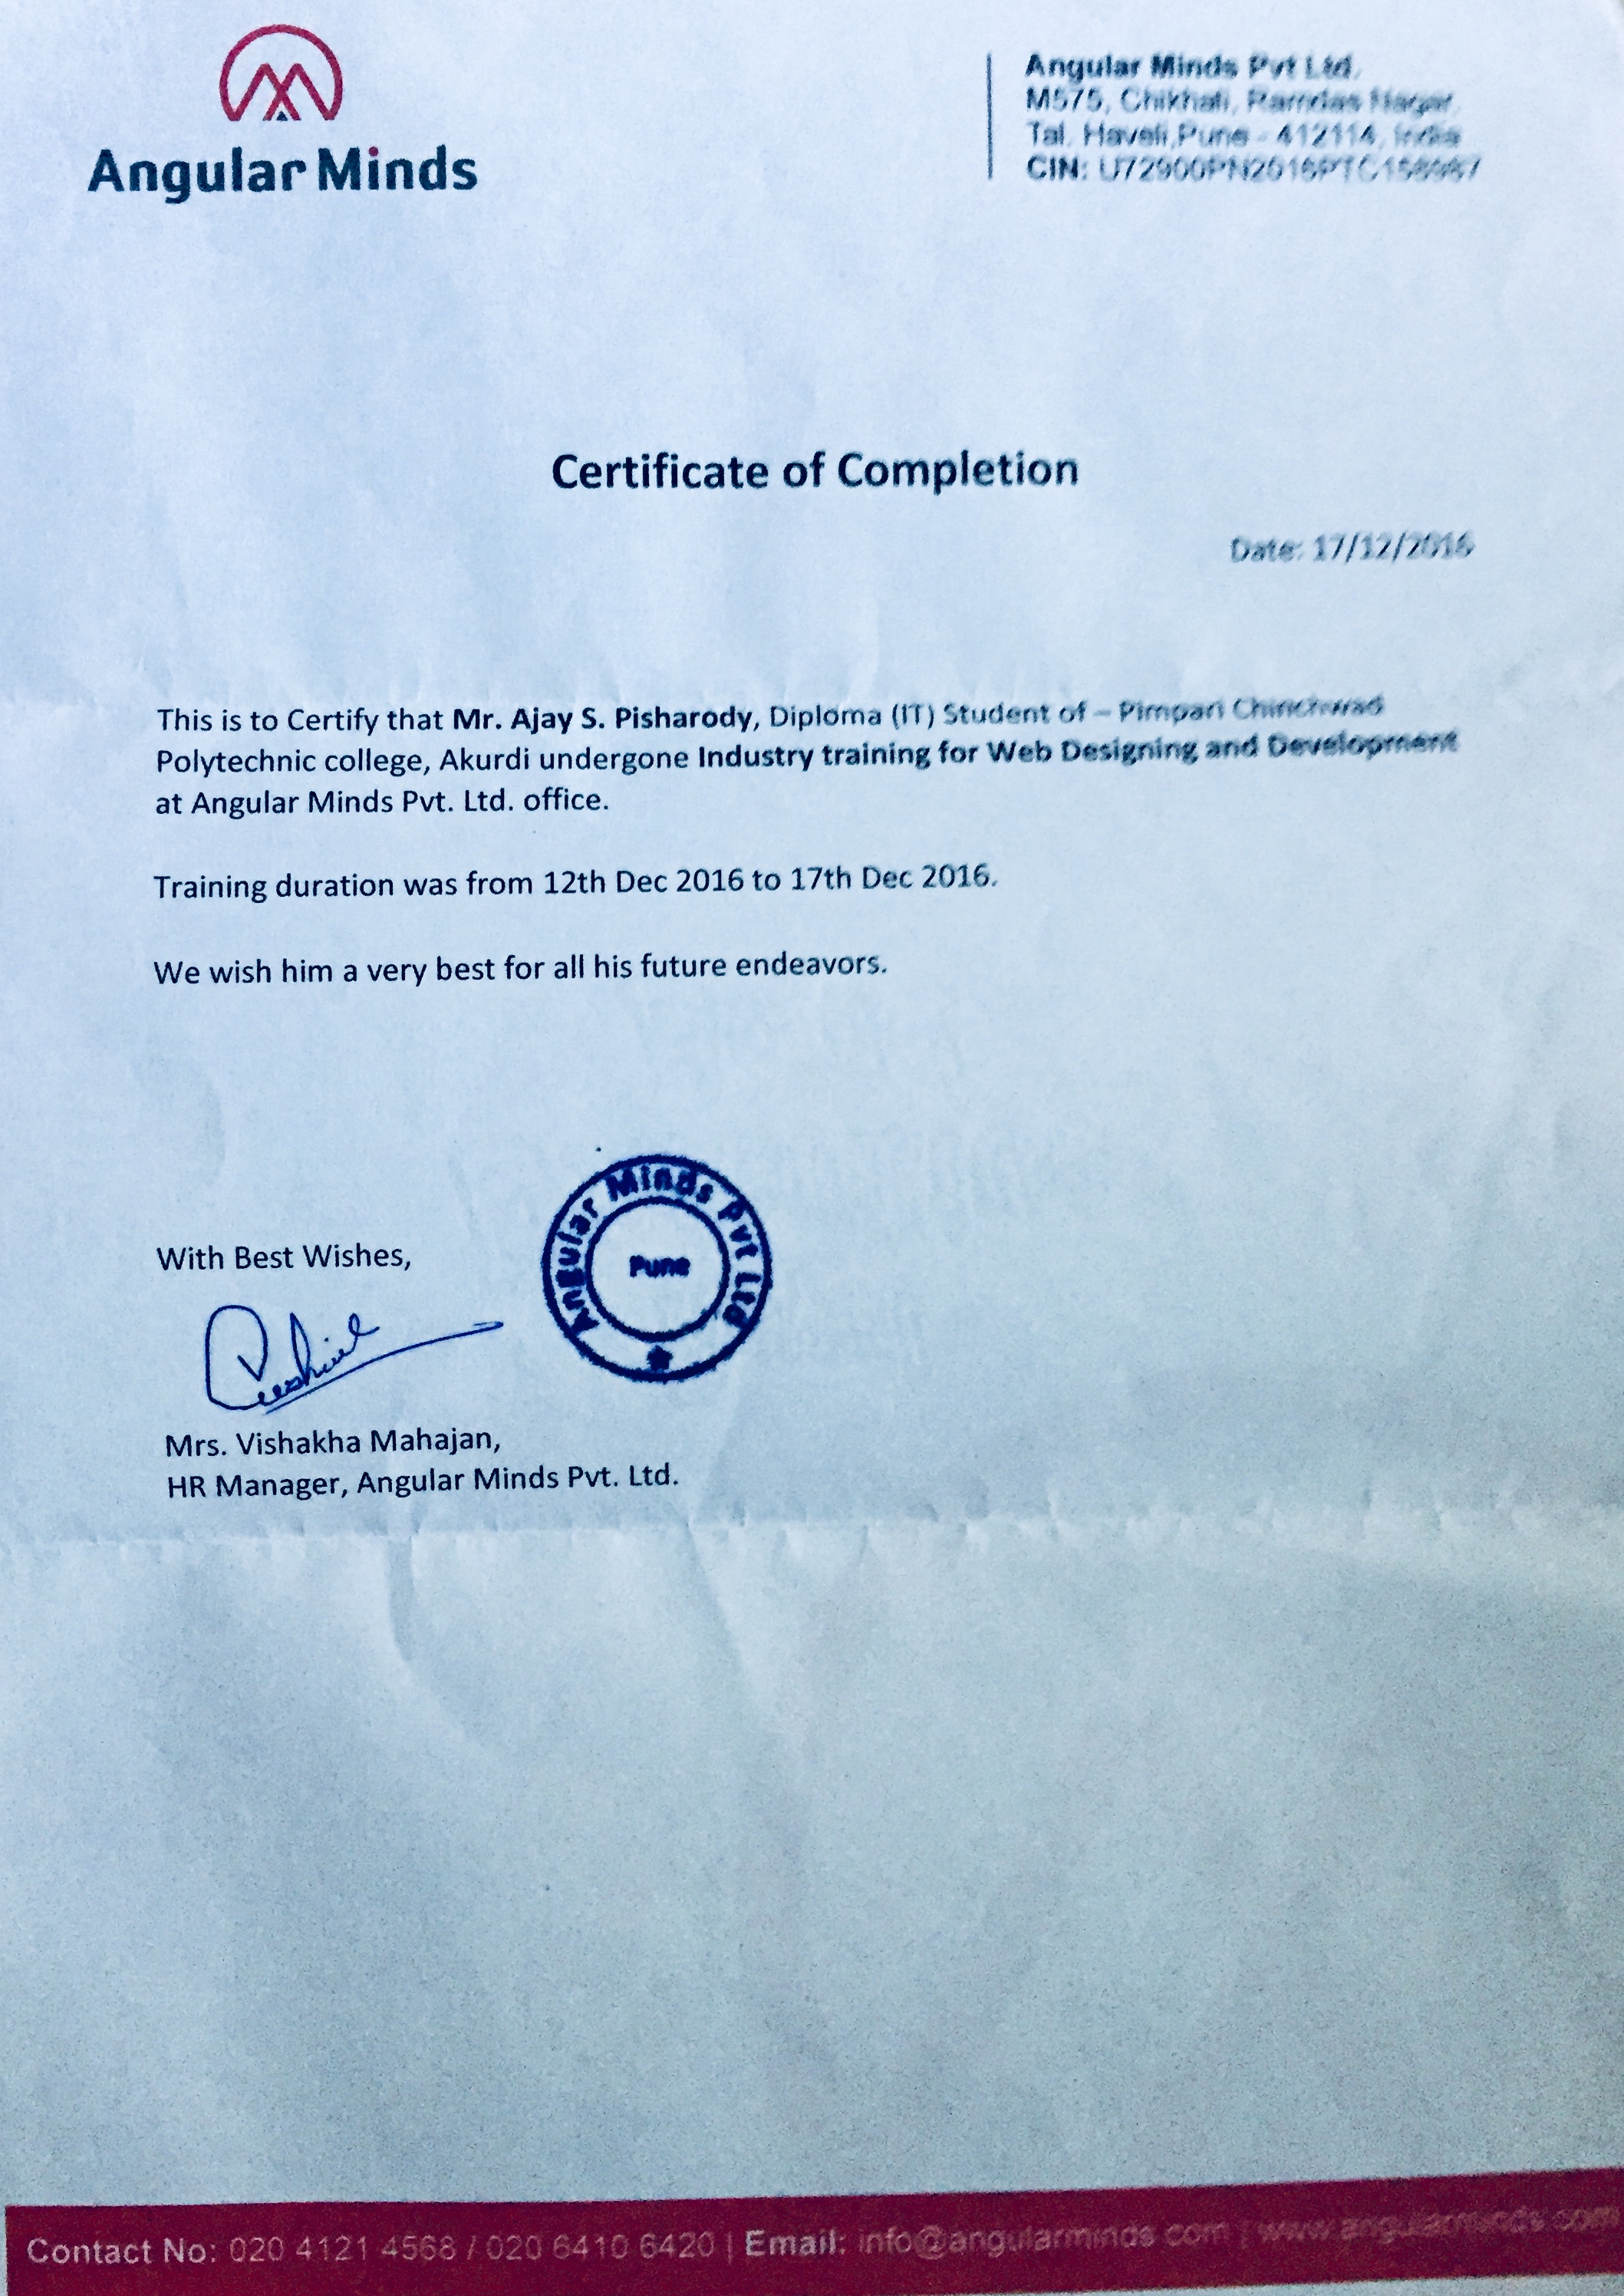 Angular Minds
Angular Minds Pvt Ltd.
M575, Chikhali, Ramdas Nagar,
Tal. Haveli,Pune - 412114, India
CIN:
Certificate of Completion
Date: 17/12/2016
This is to Certify that Mr. Ajay S. Pisharody, Diploma (IT) Student of – Pimpari Chinchwad
Polytechnic college, Akurdi undergone Industry training for Web Designing and Development
at Angular Minds Pvt. Ltd. office.
Training duration was from 12th Dec 2016 to 17th Dec 2016.
We wish him a very best for all his future endeavors.
Angular Minds Pvt Ltd
Pune
With Best Wishes,
Mrs. Vishakha Mahajan,
HR Manager, Angular Minds Pvt. Ltd.
Contact No: 020 4121 4568 / 020 6410 6420 | Email: info@angularminds.com | www.angularminds.com